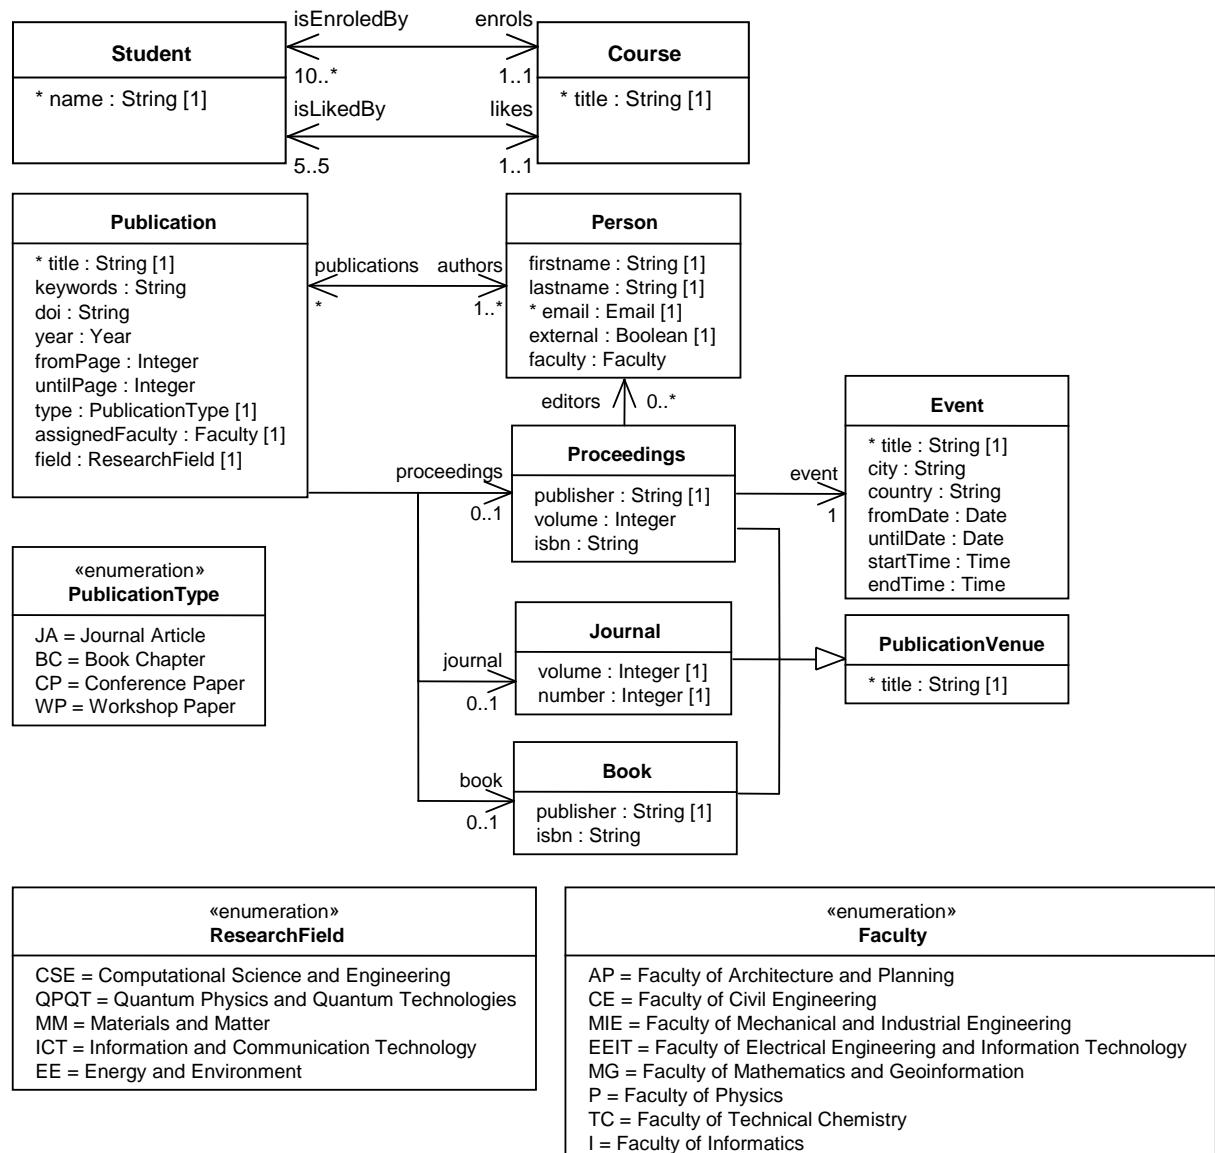 isEnroledBy
enrols
Student
Course
10..*
1..1
* name : String [1]
* title : String [1]
isLikedBy
likes
5..5
1..1
Publication
* title : String [1]
keywords : String
doi : String
year : Year
fromPage : Integer
untilPage : Integer
type : PublicationType [1]
assignedFaculty : Faculty [1]
field : ResearchField [1]
publications
authors
*
1..*
Person
firstname : String [1]
lastname : String [1]
* email : Email [1]
external : Boolean [1]
faculty : Faculty
editors
0..*
proceedings
0..1
Proceedings
publisher : String [1]
volume : Integer
isbn : String
event
1
Event
* title : String [1]
city : String
country : String
fromDate : Date
untilDate : Date
startTime : Time
endTime : Time
«enumeration»
PublicationType
JA = Journal Article
BC = Book Chapter
CP = Conference Paper
WP = Workshop Paper
journal
0..1
Journal
volume : Integer [1]
number : Integer [1]
PublicationVenue
* title : String [1]
book
0..1
Book
publisher : String [1]
isbn : String
«enumeration»
ResearchField
CSE = Computational Science and Engineering
QPQT = Quantum Physics and Quantum Technologies
MM = Materials and Matter
ICT = Information and Communication Technology
EE = Energy and Environment
«enumeration»
Faculty
AP = Faculty of Architecture and Planning
CE = Faculty of Civil Engineering
MIE = Faculty of Mechanical and Industrial Engineering
EEIT = Faculty of Electrical Engineering and Information Technology
MG = Faculty of Mathematics and Geoinformation
P = Faculty of Physics
TC = Faculty of Technical Chemistry
I = Faculty of Informatics